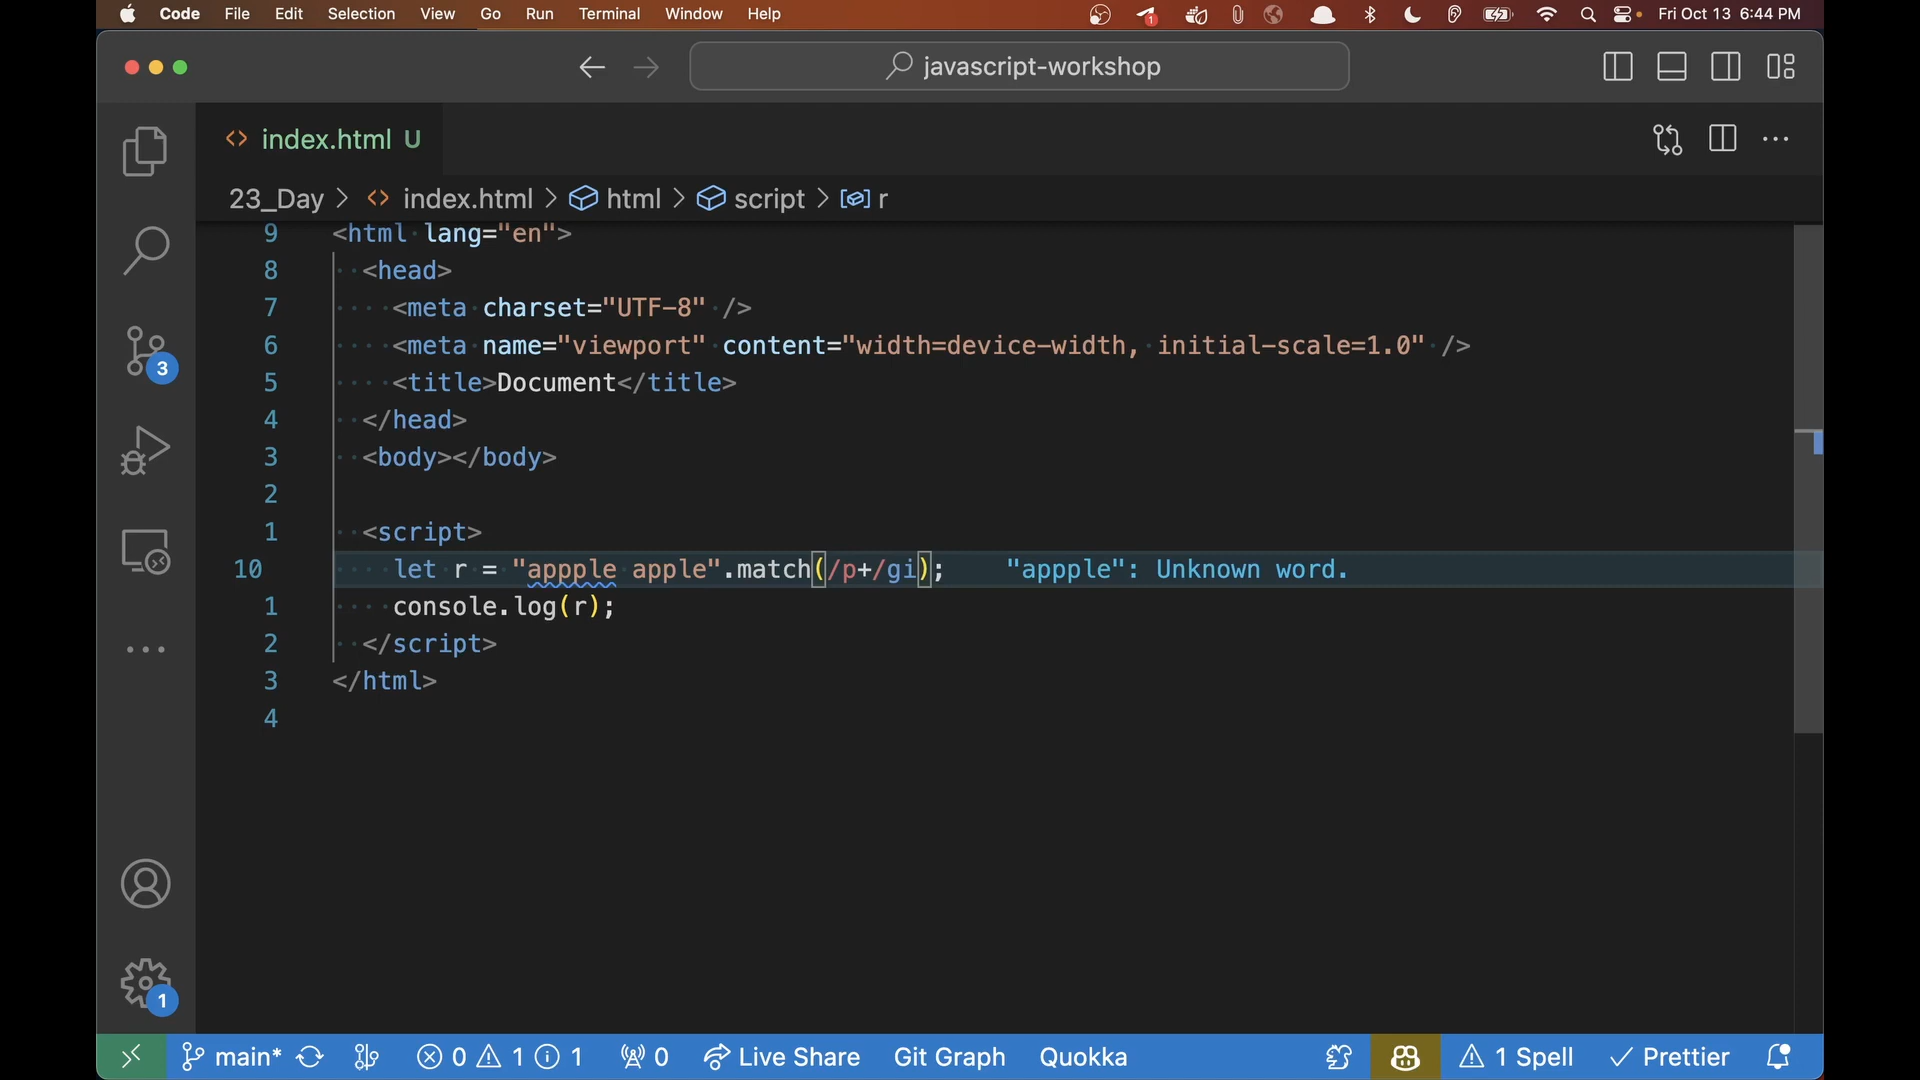 Code File Edit Selection View Go Run Terminal Window Help 1 Fri Oct 13 6:44 PM
javascript-workshop
index.html U
23_Day > index.html > html > script > r
9 <html lang="en">
8 <head>
7 <meta charset="UTF-8" />
6 <meta name="viewport" content="width=device-width, initial-scale=1.0" />
5 <title>Document</title>
4 </head>
3 <body></body>
2
1 <script>
10 let r = "appple apple".match(/p+/gi); "appple": Unknown word.
1 console.log(r);
2 </script>
3 </html>
4
3
1
main* 0 1 1 0 Live Share Git Graph Quokka 1 Spell Prettier